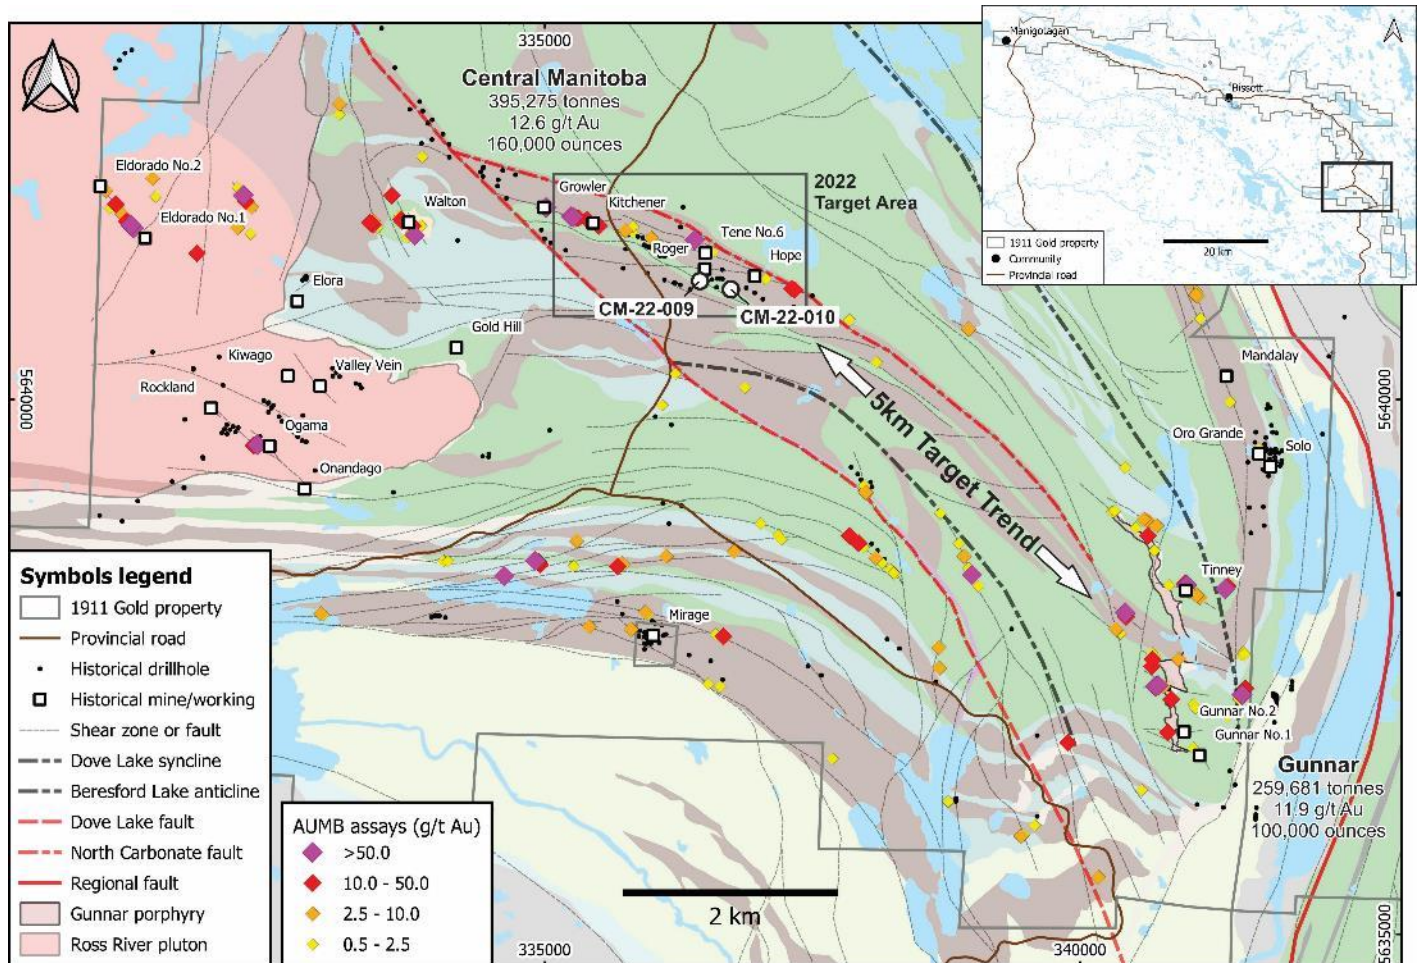 335000
Central Manitoba
395,275 tonnes
12.6 g/t Au
160,000 ounces
Manigotagan
Bissett
1911 Gold property
Community
Provincial road
20 km
Eldorado No.2
Eldorado No.1
Walton
Growler
Kitchener
2022
Target Area
Tene No.6
Roger
Hope
Elora
CM-22-009
CM-22-010
Gold Hill
Kiwago
Valley Vein
Rockland
Ogama
Onandago
5640000
5640000
Mandalay
Oro Grande
Solo
5km Target Trend
Tinney
Mirage
Gunnar No.2
Gunnar No.1
Gunnar
259,681 tonnes
11.9 g/t Au
100,000 ounces
Symbols legend
1911 Gold property
Provincial road
Historical drillhole
Historical mine/working
Shear zone or fault
Dove Lake syncline
Beresford Lake anticline
Dove Lake fault
North Carbonate fault
Regional fault
Gunnar porphyry
Ross River pluton
AUMB assays (g/t Au)
>50.0
10.0 - 50.0
2.5 - 10.0
0.5 - 2.5
2 km
335000
340000
5635000